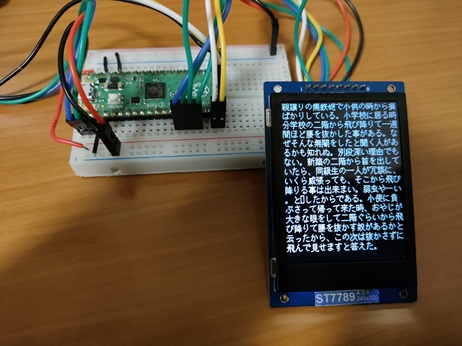 親譲りの無鉄砲で小供の時から損
ばかりしている。小学校に居る時
分学校の二階から飛び降りて一週
間ほど腰を抜かした事がある。な
ぜそんな無闇をしたと聞く人があ
るかも知れぬ。別段深い理由でも
ない。新築の二階から首を出して
いたら、同級生の一人が冗談に、
いくら威張っても、そこから飛び
降りる事は出来まい。弱虫やーい
。と□したからである。小使に負
ぶさって帰って来た時、おやじが
大きな眼をして二階ぐらいから飛
び降りて腰を抜かす奴があるかと
云ったから、この次は抜かさずに
飛んで見せますと答えた。
ST7789
240x320